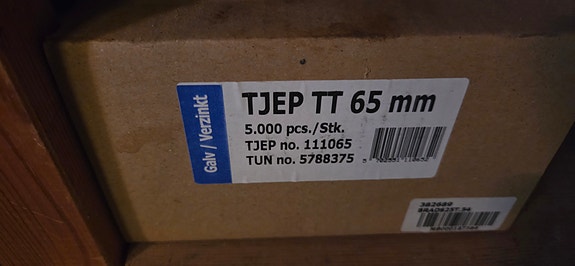 Galv / Verzinkt
TJEP TT 65 mm
5.000 pcs./Stk.
TJEP no. 111065
TUN no. 5788375